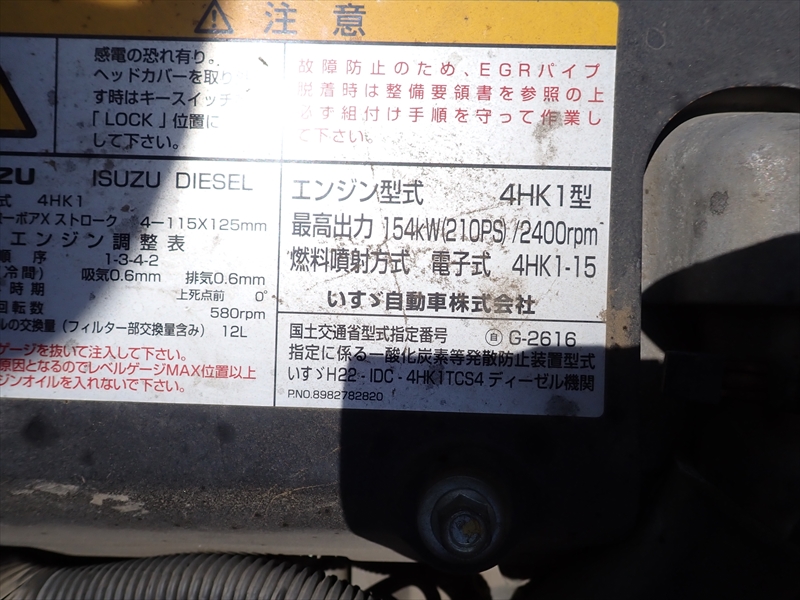 注意
感電の恐れ有り。
ヘッドカバーを取り
す時はキースイッチ
「LOCK」位置に
して下さい。
故障防止のため、EGRパイプ
脱着時は整備要領書を参照の上
必ず組付け手順を守って作業し
て下さい。
ZU ISUZU DIESEL
式 4HK1
ーボアXストローク 4-115X125mm
エンジン調整表
順序 1-3-4-2
(冷間) 吸気0.6mm 排気0.6mm
時期 上死点前 0°
回転数 580rpm
ルの交換量(フィルター部交換量含み) 12L
ゲージを抜いて注入して下さい。
原因となるのでレベルゲージMAX位置以上
ジンオイルを入れないで下さい。
エンジン型式 4HK1型
最高出力 154kW(210PS)/2400rpm
燃料噴射方式 電子式 4HK1-15
いすゞ自動車株式会社
国土交通省型式指定番号 自 G-2616
指定に係る一酸化炭素等発散防止装置型式
いすゞH22-IDC-4HK1TCS4 ディーゼル機関
P.NO.8982782820